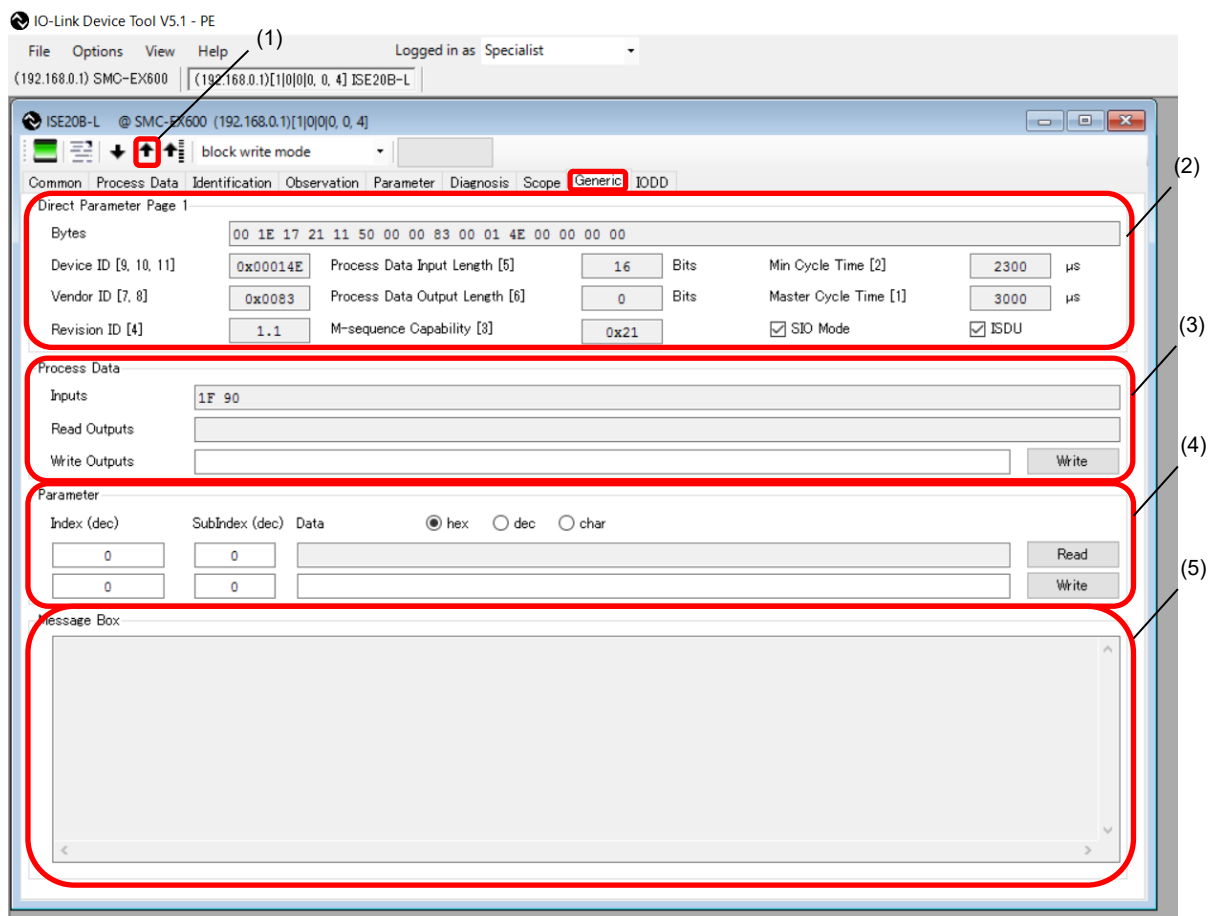 IO-Link Device Tool V5.1 - PE
File Options View Help (1) Logged in as Specialist
(192.168.0.1) SMC-EX600 (192.168.0.1)[1|0|0|0, 0, 4] ISE20B-L
ISE20B-L @ SMC-EX600 (192.168.0.1)[1|0|0|0, 0, 4]
block write mode
Common Process Data Identification Observation Parameter Diagnosis Scope Generic IODD
(2)
Direct Parameter Page 1
Bytes 00 1E 17 21 11 50 00 00 83 00 01 4E 00 00 00 00
Device ID [9, 10, 11] 0x00014E Process Data Input Length [5] 16 Bits Min Cycle Time [2] 2300 μs
Vendor ID [7, 8] 0x0083 Process Data Output Length [6] 0 Bits Master Cycle Time [1] 3000 μs
Revision ID [4] 1.1 M-sequence Capability [3] 0x21 SIO Mode ISDU
(3)
Process Data
Inputs 1F 90
Read Outputs
(4)
Write Outputs Write
Parameter
Index (dec) SubIndex (dec) Data hex dec char
0 0 Read
(5)
0 0 Write
Message Box